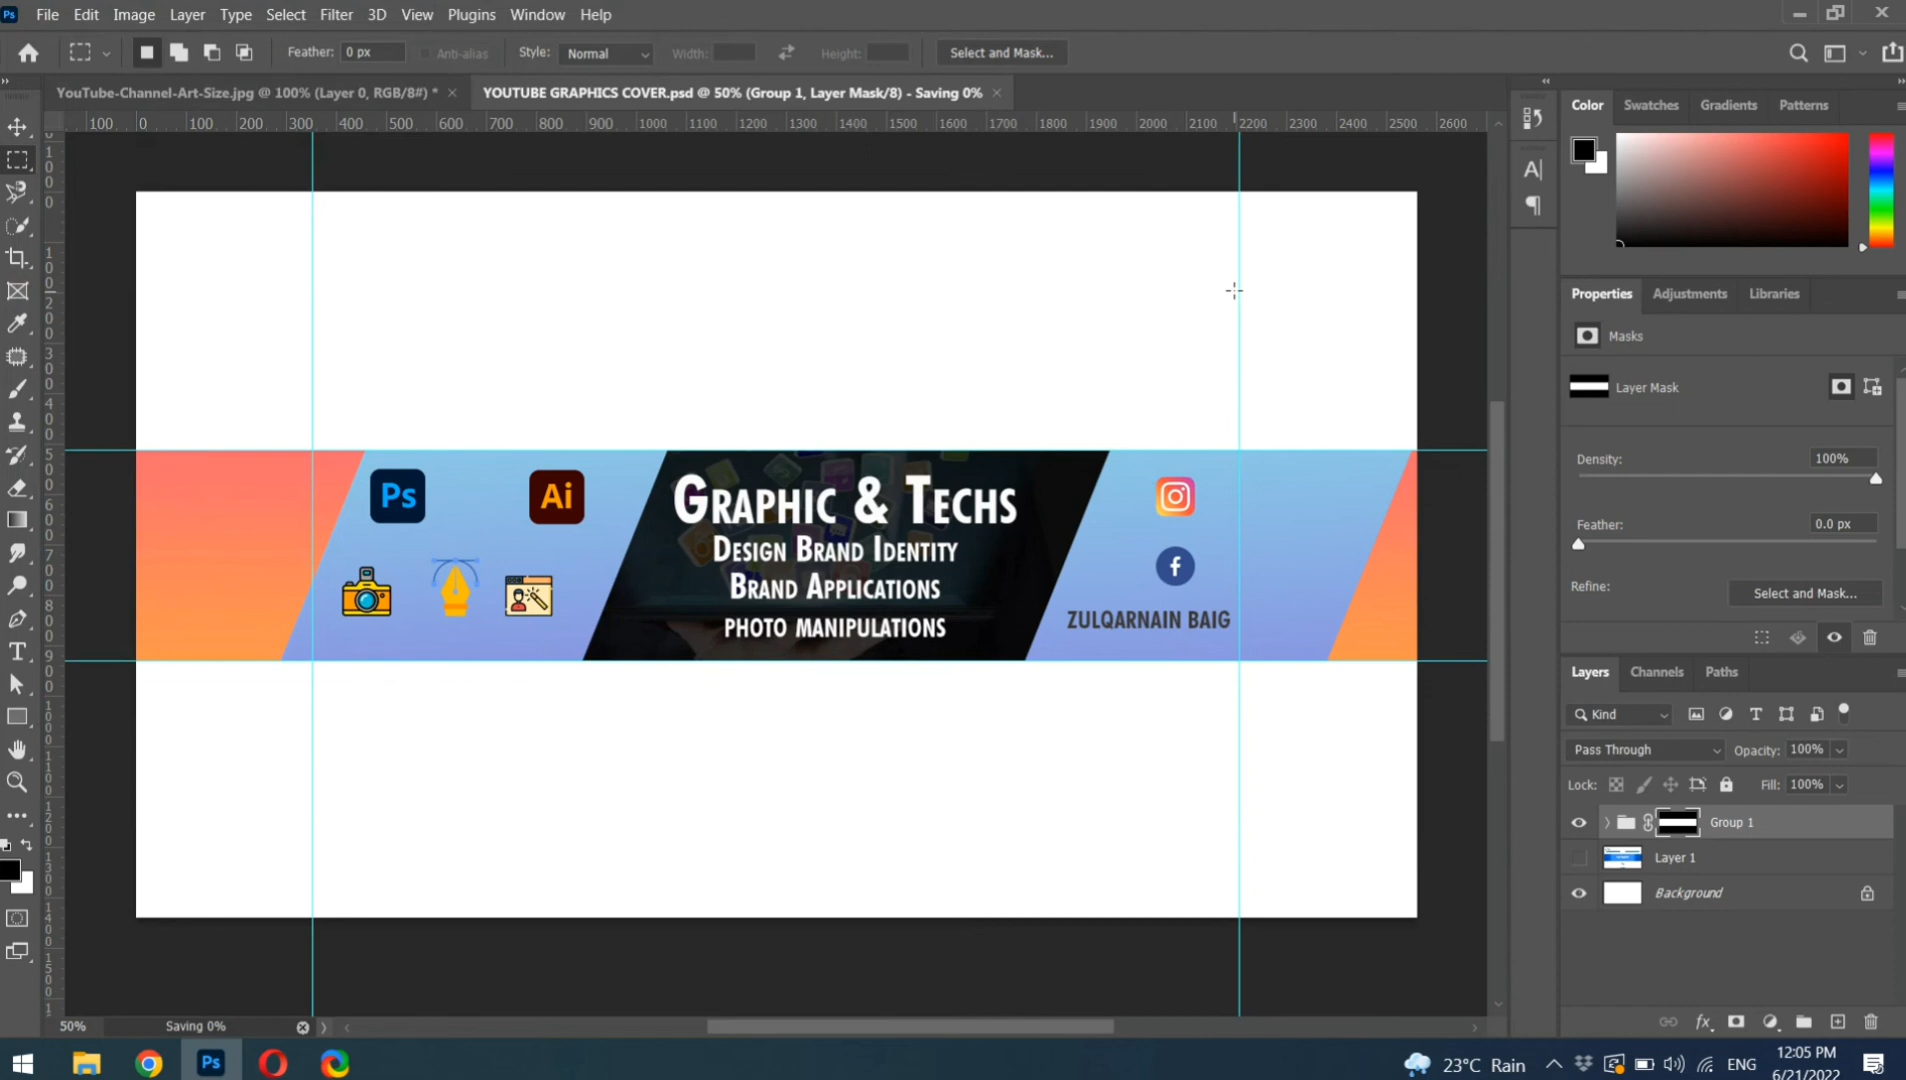 Ps File Edit Image Layer Type Select Filter 3D View Plugins Window Help
Feather: 0 px Anti-alias Style: Normal Width: Height: Select and Mask...
YouTube-Channel-Art-Size.jpg @ 100% (Layer 0, RGB/8#) * YOUTUBE GRAPHICS COVER.psd @ 50% (Group 1, Layer Mask/8) - Saving 0%
100 0 100 200 300 400 500 600 700 800 900 1000 1100 1200 1300 1400 1500 1600 1700 1800 1900 2000 2100 2200 2300 2400 2500 2600
Color Swatches Gradients Patterns
Properties Adjustments Libraries
Masks
Layer Mask
Density: 100%
Feather: 0.0 px
Refine: Select and Mask...
Ps
Ai
GRAPHIC & TECHS
DESIGN BRAND IDENTITY
BRAND APPLICATIONS
PHOTO MANIPULATIONS
f
ZULQARNAIN BAIG
Layers Channels Paths
Kind
Pass Through Opacity: 100%
Lock: Fill: 100%
fx Group 1
Layer 1
Background
50% Saving 0%
fx
Ps 23°C Rain ENG 12:05 PM
6/21/2022